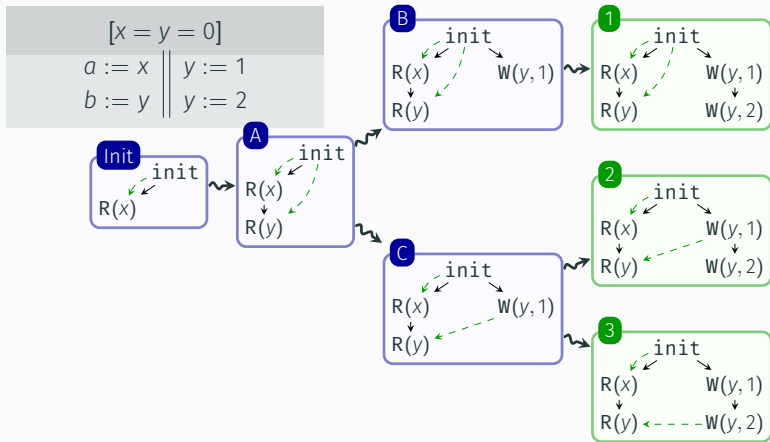 [x = y = 0]
a := x ∥ y := 1
b := y ∥ y := 2
Init
init
R(x)
A
init
R(x)
R(y)
B
init
R(x) W(y, 1)
R(y)
C
init
R(x) W(y, 1)
R(y)
1
init
R(x) W(y, 1)
R(y) W(y, 2)
2
init
R(x) W(y, 1)
R(y) W(y, 2)
3
init
R(x) W(y, 1)
R(y) W(y, 2)